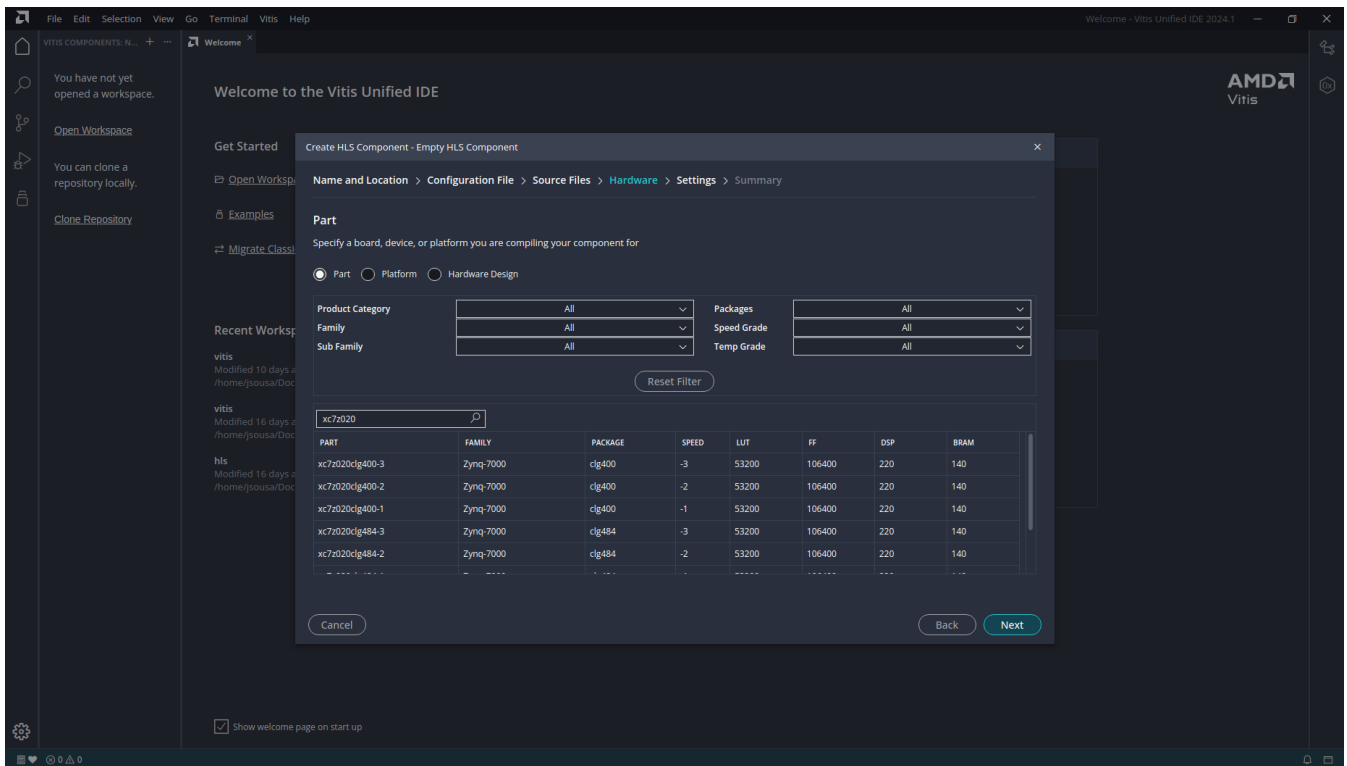 File Edit Selection View Go Terminal Vitis Help
Welcome - Vitis Unified IDE 2024.1
VITIS COMPONENTS: N...
Welcome
You have not yet
opened a workspace.
Open Workspace
You can clone a
repository locally.
Clone Repository
Welcome to the Vitis Unified IDE
AMD
Vitis
Get Started
Open Worksp
Examples
Migrate Classi
Recent Worksp
vitis
Modified 10 days a
/home/jsousa/Doc
vitis
Modified 16 days a
/home/jsousa/Doc
hls
Modified 16 days a
/home/jsousa/Doc
Create HLS Component - Empty HLS Component
Name and Location > Configuration File > Source Files > Hardware > Settings > Summary
Part
Specify a board, device, or platform you are compiling your component for
Part Platform Hardware Design
Product Category All Packages All
Family All Speed Grade All
Sub Family All Temp Grade All
Reset Filter
xc7z020
PART FAMILY PACKAGE SPEED LUT FF DSP BRAM
xc7z020clg400-3 Zynq-7000 clg400 -3 53200 106400 220 140
xc7z020clg400-2 Zynq-7000 clg400 -2 53200 106400 220 140
xc7z020clg400-1 Zynq-7000 clg400 -1 53200 106400 220 140
xc7z020clg484-3 Zynq-7000 clg484 -3 53200 106400 220 140
xc7z020clg484-2 Zynq-7000 clg484 -2 53200 106400 220 140
Cancel Back Next
Show welcome page on start up
0 0